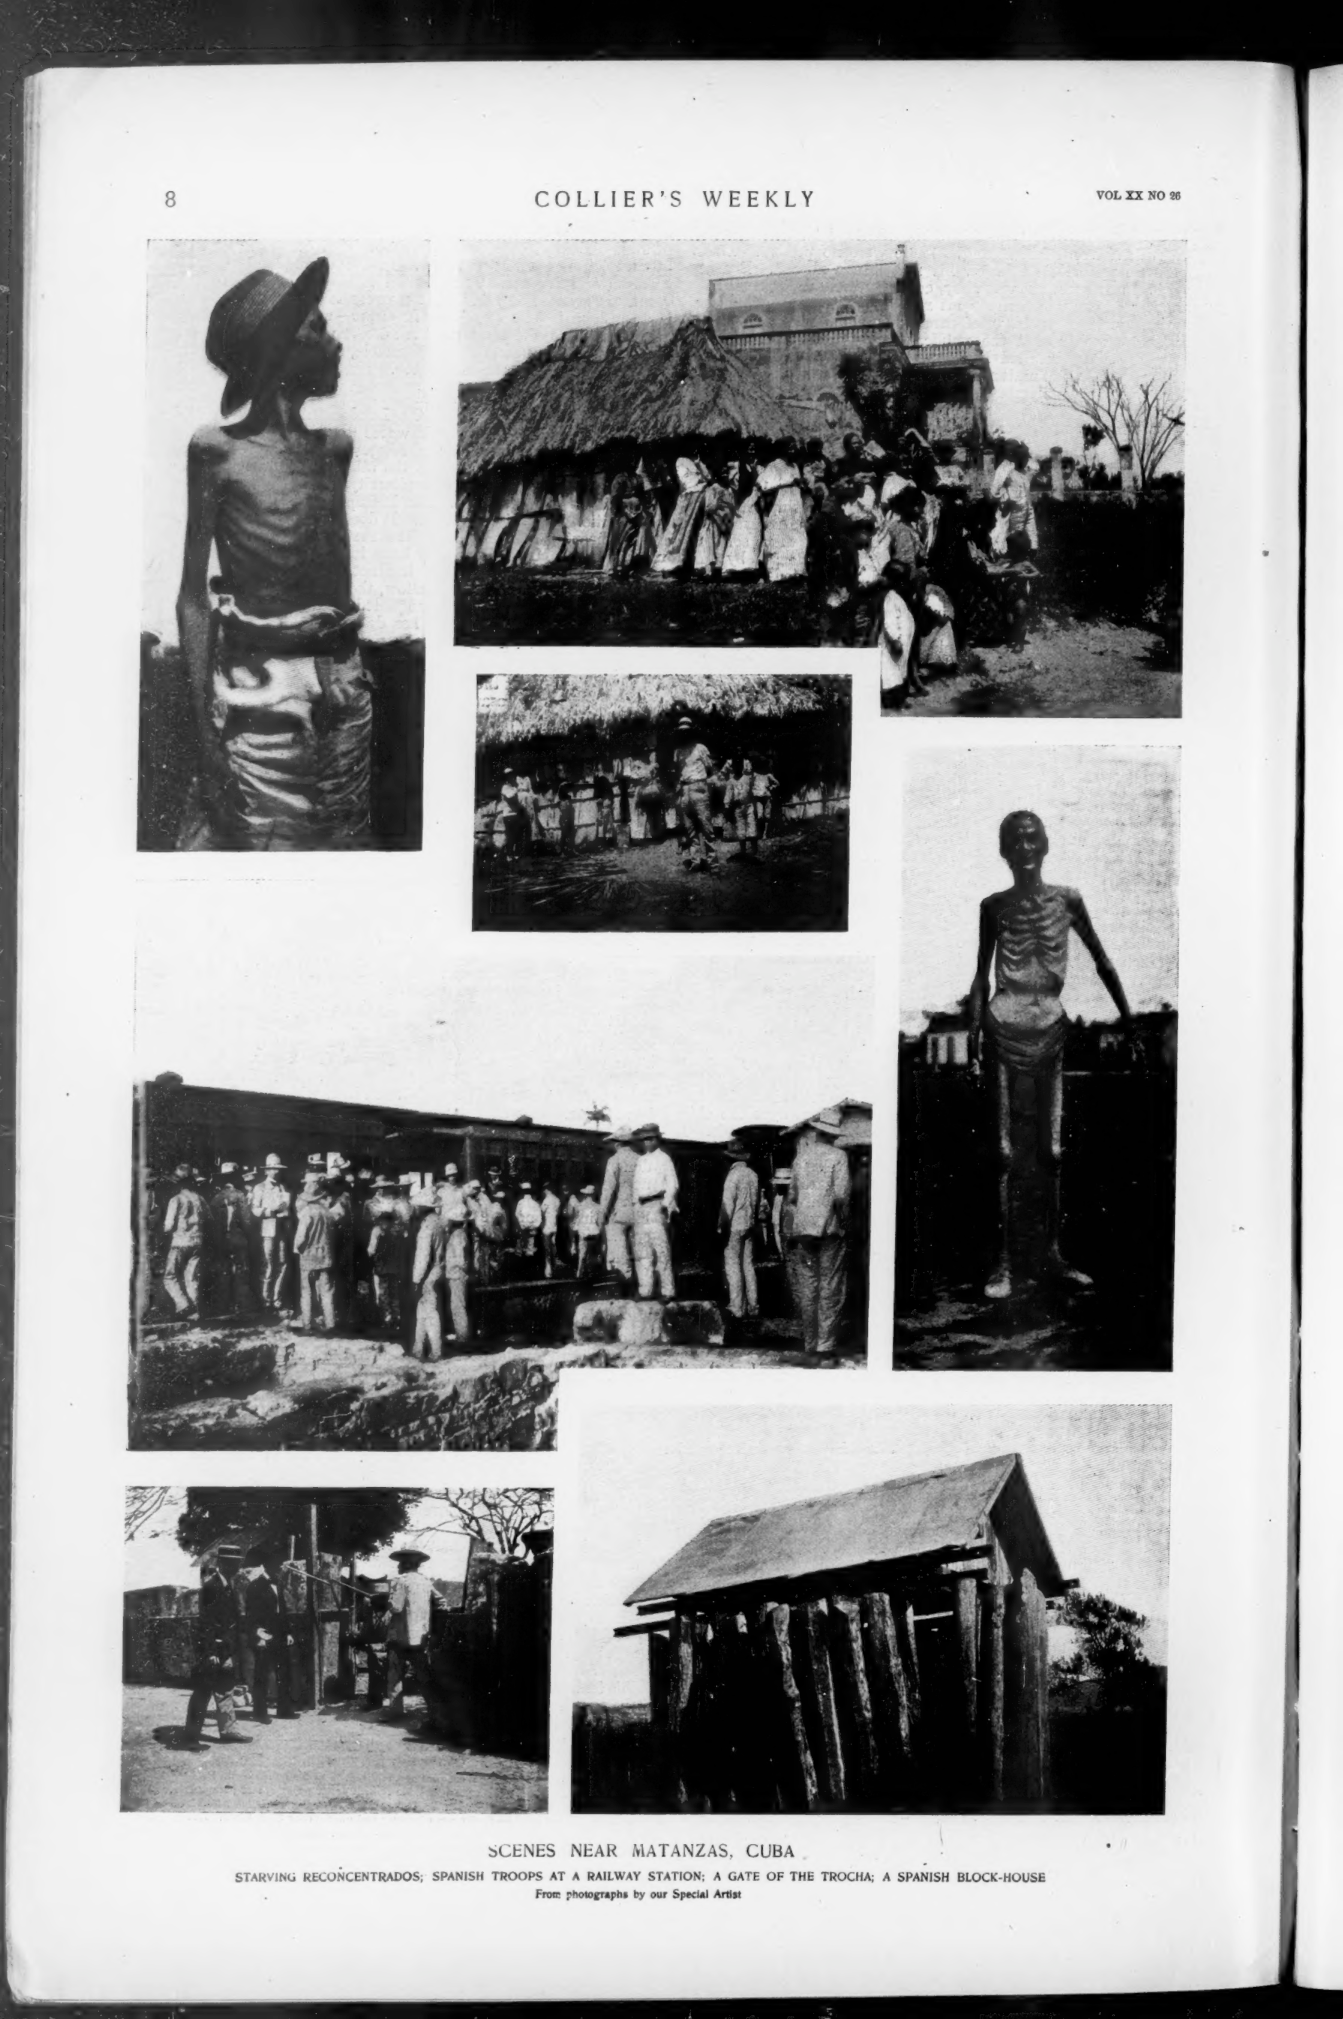 8
COLLIER'S WEEKLY
VOL XX NO 26
SCENES NEAR MATANZAS, CUBA
STARVING RECONCENTRADOS; SPANISH TROOPS AT A RAILWAY STATION; A GATE OF THE TROCHA; A SPANISH BLOCK-HOUSE
From photographs by our Special Artist